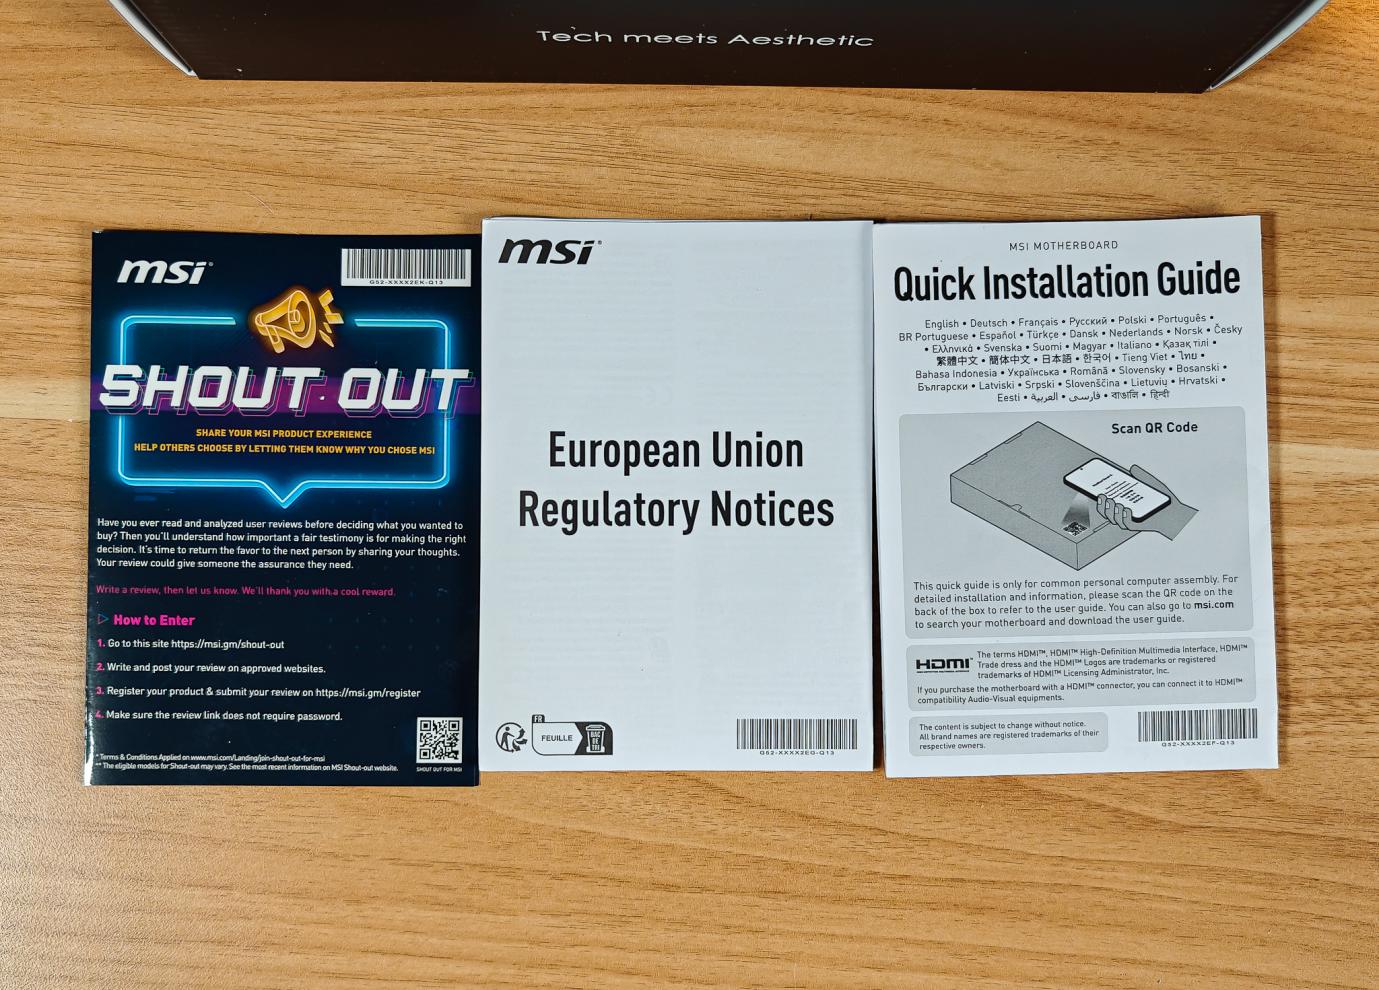 Tech meets Aesthetic
msi
G52-XXXX2EK-Q13
SHOUT OUT
SHARE YOUR MSI PRODUCT EXPERIENCE
HELP OTHERS CHOOSE BY LETTING THEM KNOW WHY YOU CHOSE MSI
Have you ever read and analyzed user reviews before deciding what you wanted to
buy? Then you'll understand how important a fair testimony is for making the right
decision. It's time to return the favor to the next person by sharing your thoughts.
Your review could give someone the assurance they need.
Write a review, then let us know. We'll thank you with a cool reward.
How to Enter
1. Go to this site https://msi.gm/shout-out
2. Write and post your review on approved websites.
3. Register your product & submit your review on https://msi.gm/register
4. Make sure the review link does not require password.
* Terms & Conditions Applied on www.msi.com/Landing/join-shout-out-for-msi
** The eligible models for Shout-out may vary. See the most recent information on MSI Shout-out website.
SHOUT OUT FOR MSI
msi
European Union
Regulatory Notices
FR
FEUILLE
BAC
DE
TRI
G52-XXXX2EG-Q13
MSI MOTHERBOARD
Quick Installation Guide
English • Deutsch • Français • Русский • Polski • Português •
BR Portuguese • Español • Türkçe • Dansk • Nederlands • Norsk • Česky
• Ελληνικά • Svenska • Suomi • Magyar • Italiano • Қазақ тілі •
繁體中文 • 簡体中文 • 日本語 • 한국어 • Tieng Viet • ไทย •
Bahasa Indonesia • Українська • Română • Slovensky • Bosanski •
Български • Latviski • Srpski • Slovenščina • Lietuvių • Hrvatski •
Eesti • العربية • فارسی • বাঙালি • हिन्दी
Scan QR Code
This quick guide is only for common personal computer assembly. For
detailed installation and information, please scan the QR code on the
back of the box to refer to the user guide. You can also go to msi.com
to search your motherboard and download the user guide.
HDMI
The terms HDMI™, HDMI™ High-Definition Multimedia Interface, HDMI™
Trade dress and the HDMI™ Logos are trademarks or registered
trademarks of HDMI™ Licensing Administrator, Inc.
If you purchase the motherboard with a HDMI™ connector, you can connect it to HDMI™
compatibility Audio-Visual equipments.
The content is subject to change without notice.
All brand names are registered trademarks of their
respective owners.
G52-XXXX2EP-Q13